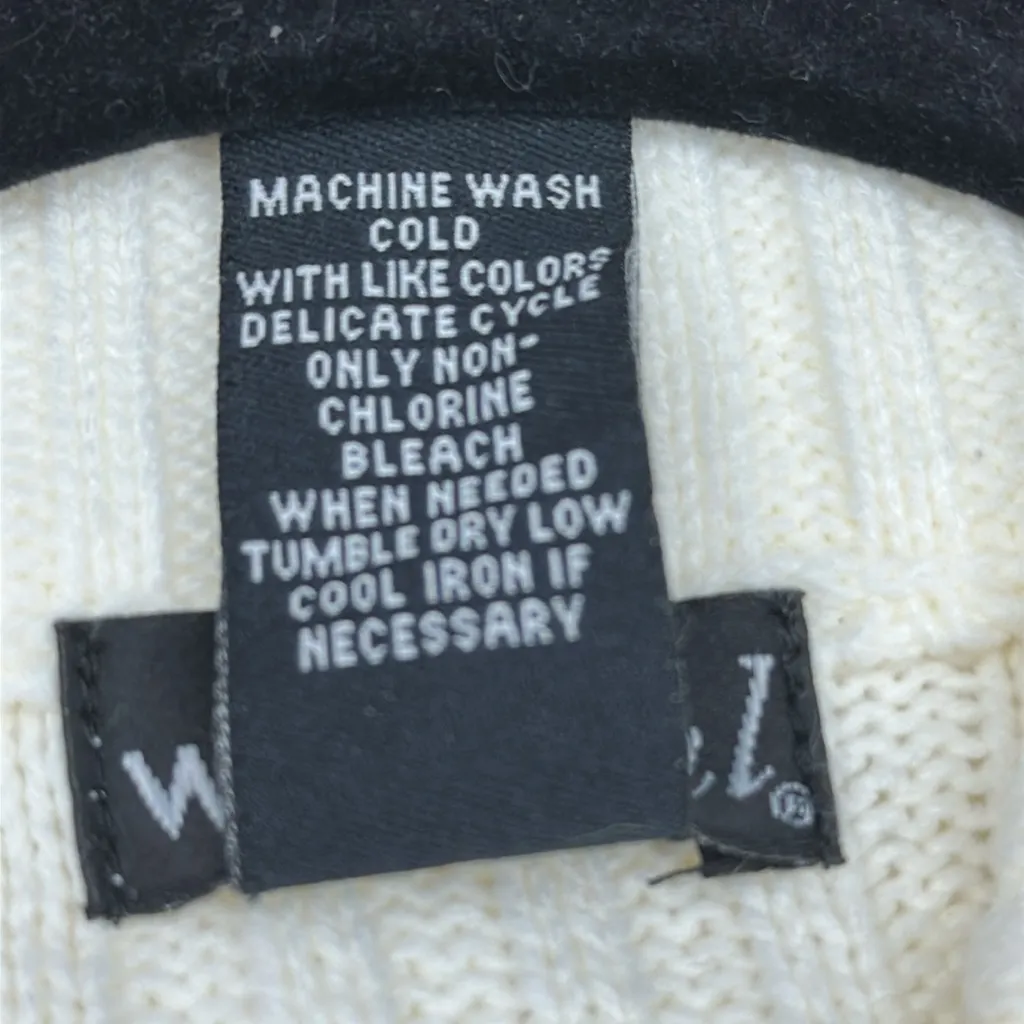 MACHINE WASH
COLD
WITH LIKE COLORS
DELICATE CYCLE
ONLY NON-
CHLORINE
BLEACH
WHEN NEEDED
TUMBLE DRY LOW
COOL IRON IF
NECESSARY